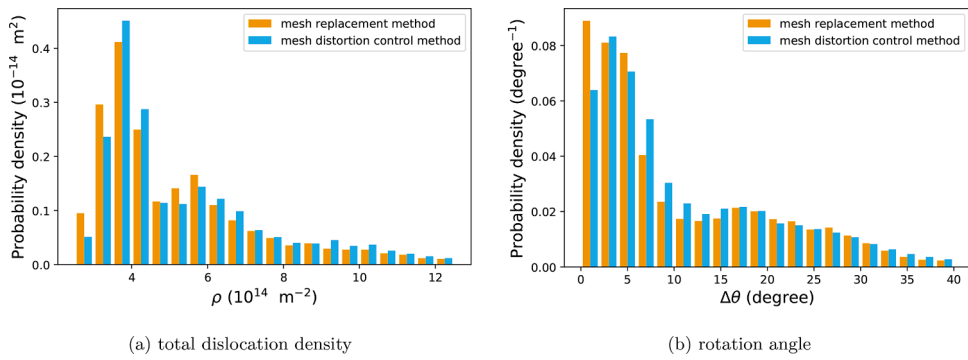 mesh replacement method
mesh distortion control method
Probability density (10⁻¹⁴ m²)
0.4
0.3
0.2
0.1
0.0
4 6 8 10 12
ρ (10¹⁴ m⁻²)
(a) total dislocation density
mesh replacement method
mesh distortion control method
Probability density (degree⁻¹)
0.08
0.06
0.04
0.02
0.00
0 5 10 15 20 25 30 35 40
Δθ (degree)
(b) rotation angle